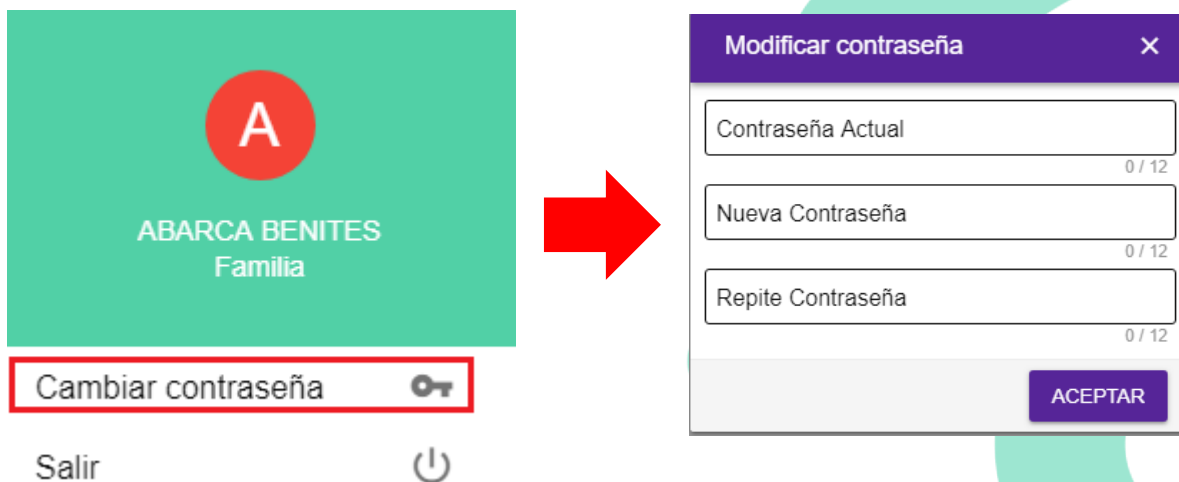 A
ABARCA BENITES
Familia
Cambiar contraseña
Salir
Modificar contraseña
Contraseña Actual
0 / 12
Nueva Contraseña
0 / 12
Repite Contraseña
0 / 12
ACEPTAR